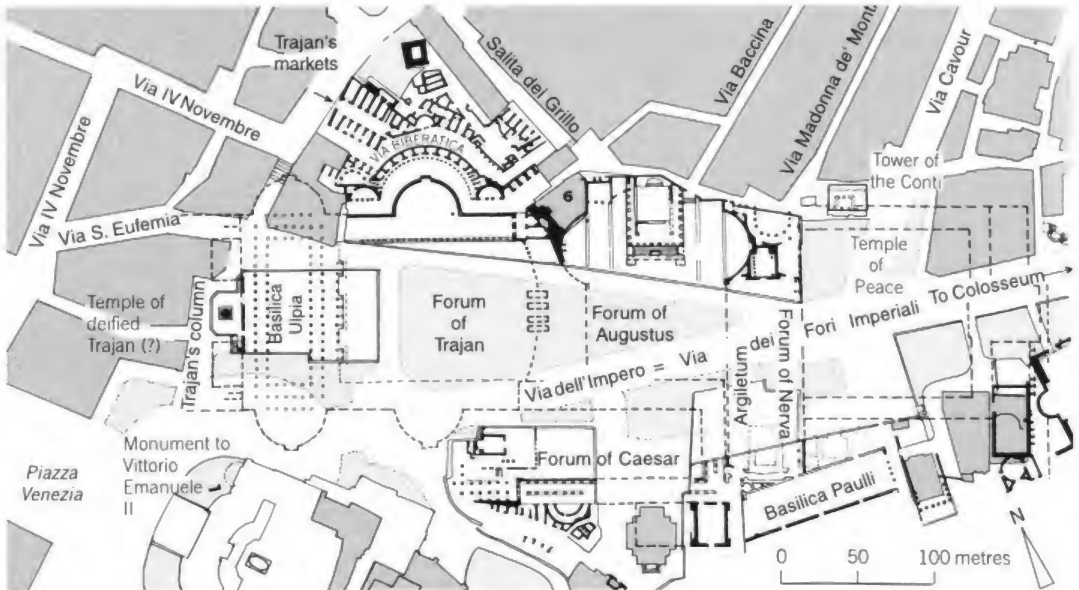 Trajan's
markets
Salita del Grillo
Via Baccina
Via Madonna de' Monti
Via Cavour
Via IV Novembre
Via IV Novembre
VIA BIBERATICA
6
Tower of
the Conti
Via S. Eufemia
Temple of
deified
Trajan (?)
Trajan's column
Basilica
Ulpia
Forum
of
Trajan
Forum of
Augustus
Temple
of
Peace
Via dell'Impero = Via dei Fori Imperiali
To Colosseum
Argiletum
Forum of Nerva
Monument to
Vittorio
Emanuele
II
Piazza
Venezia
Forum of Caesar
Basilica Paulli
N
0 50 100 metres